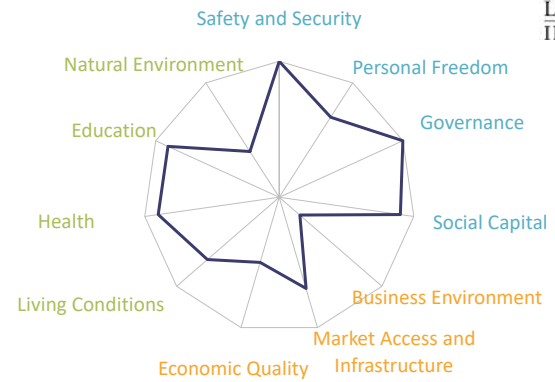 Safety and Security
Natural Environment
Personal Freedom
Education
Governance
Health
Social Capital
Living Conditions
Business Environment
Market Access and
Infrastructure
Economic Quality